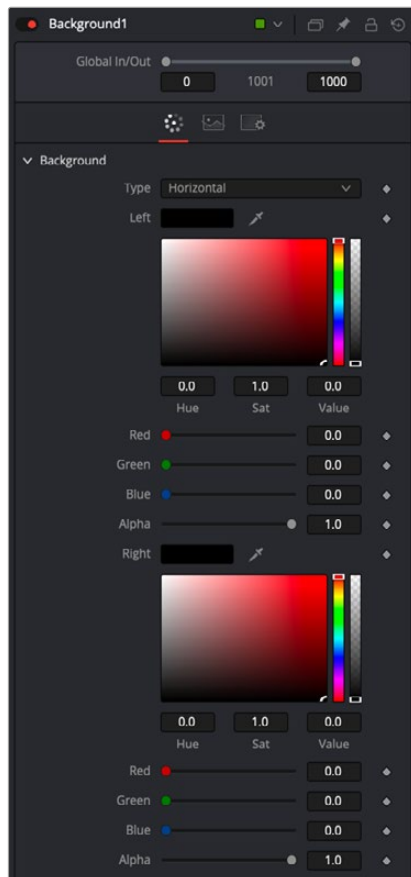 Background1
Global In/Out
0 1001 1000
Background
Type Horizontal
Left
0.0 1.0 0.0
Hue Sat Value
Red 0.0
Green 0.0
Blue 0.0
Alpha 1.0
Right
0.0 1.0 0.0
Hue Sat Value
Red 0.0
Green 0.0
Blue 0.0
Alpha 1.0